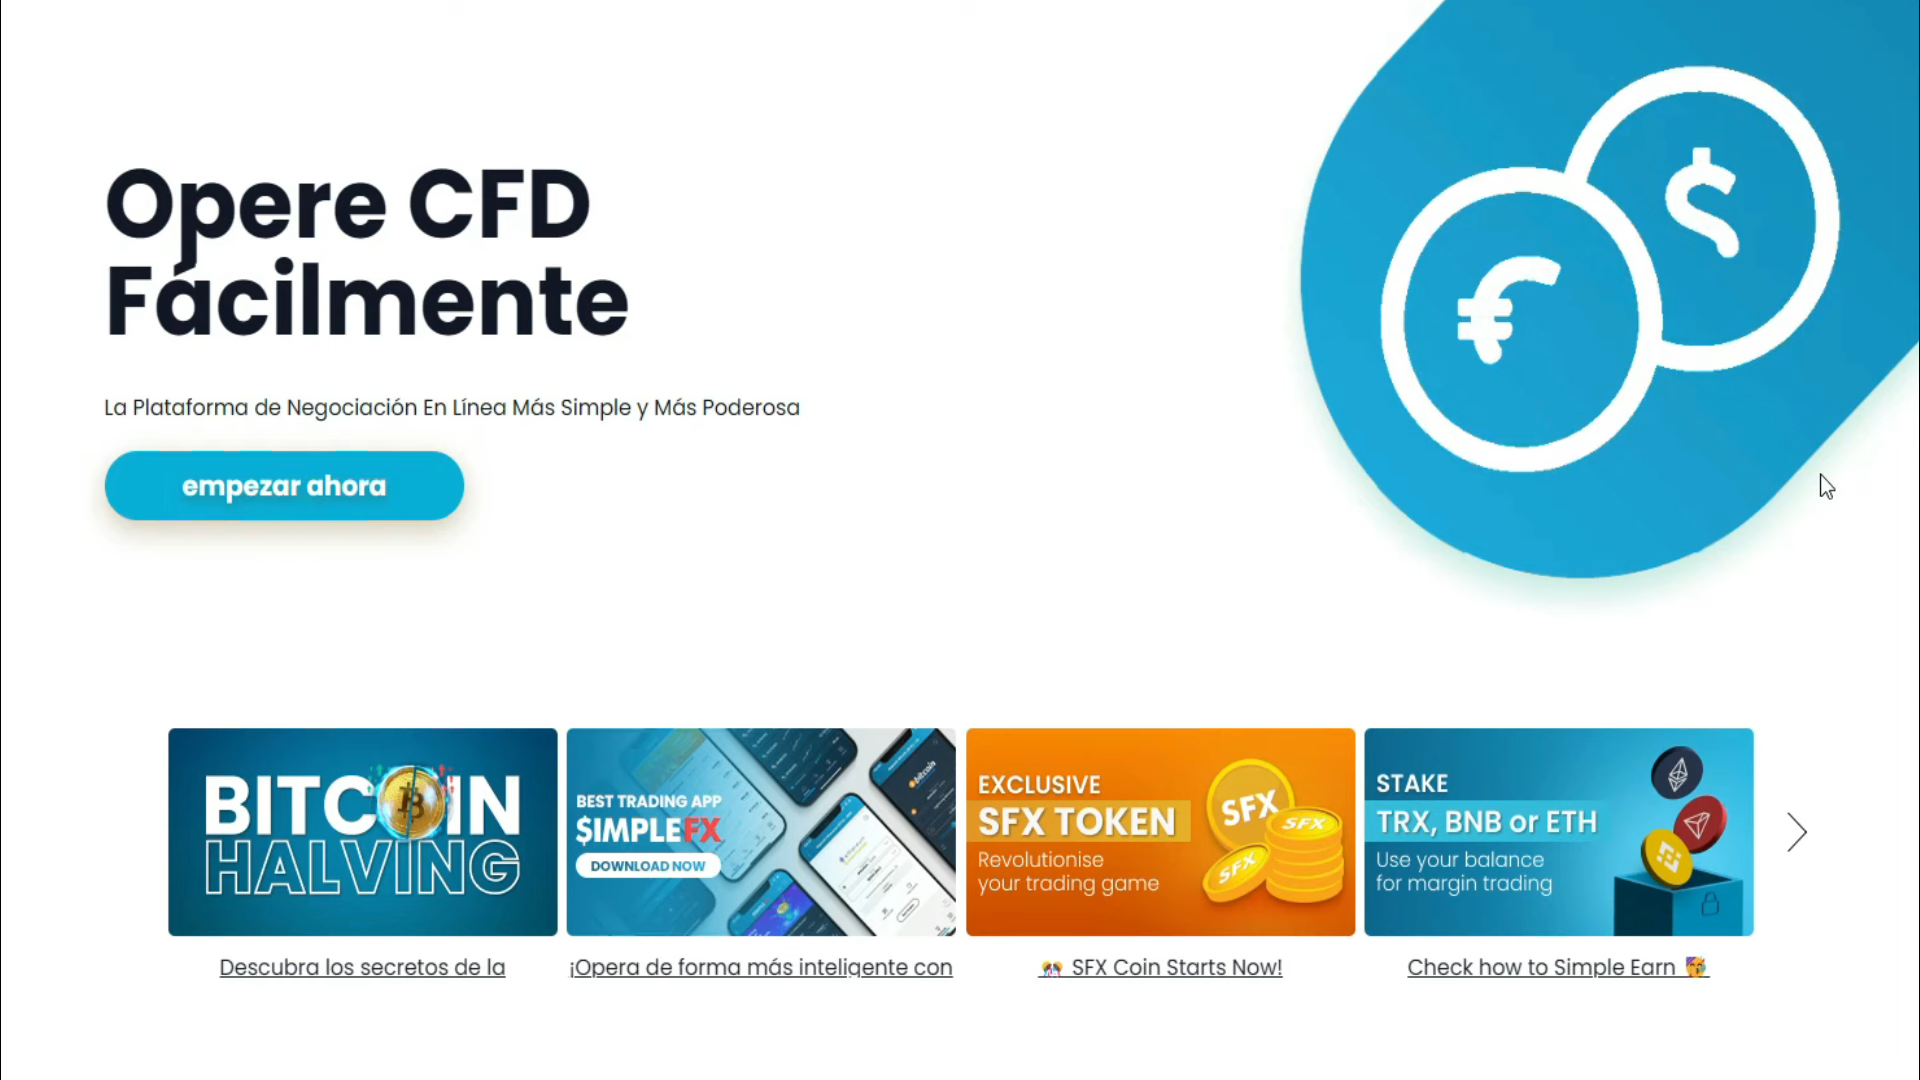 Opere CFD
Fácilmente
La Plataforma de Negociación En Línea Más Simple y Más Poderosa
empezar ahora
BITCOIN
HALVING
BEST TRADING APP
$IMPLEFX
DOWNLOAD NOW
EXCLUSIVE
SFX TOKEN
Revolutionise
your trading game
SFX
SFX
SFX
STAKE
TRX, BNB or ETH
Use your balance
for margin trading
Descubra los secretos de la
¡Opera de forma más inteligente con
SFX Coin Starts Now!
Check how to Simple Earn